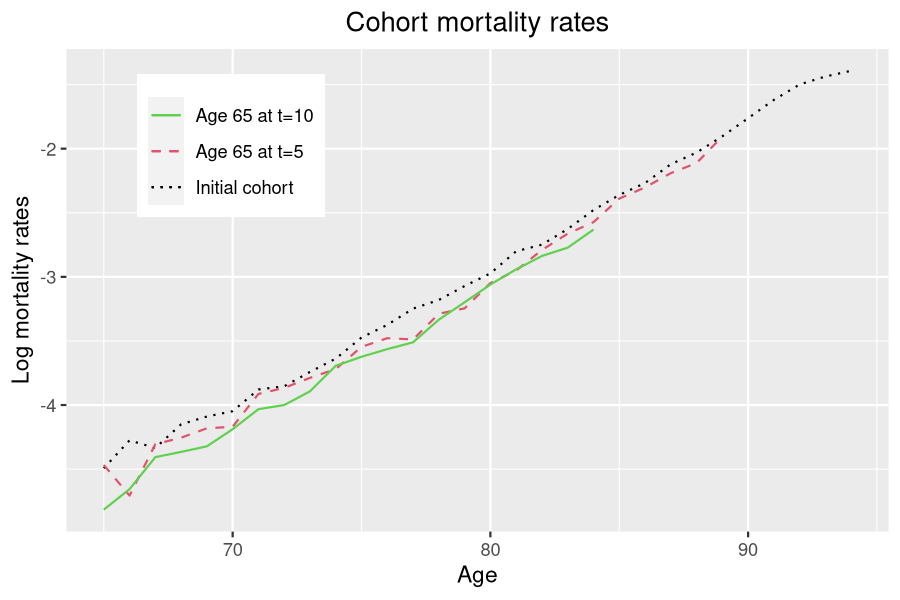 Cohort mortality rates
Age 65 at t=10
Age 65 at t=5
Initial cohort
Log mortality rates
-2
-3
-4
70
80
90
Age